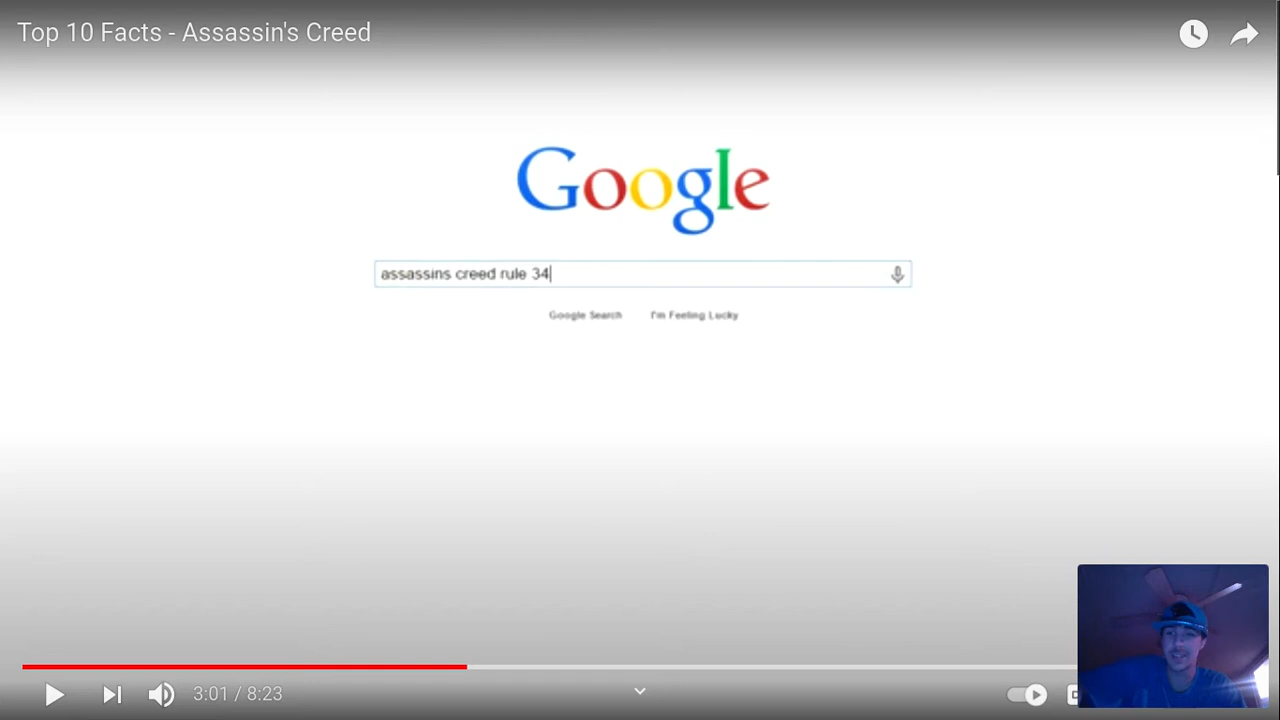 Top 10 Facts - Assassin's Creed
Google
assassins creed rule 34
Google Search I'm Feeling Lucky
3:01 / 8:23